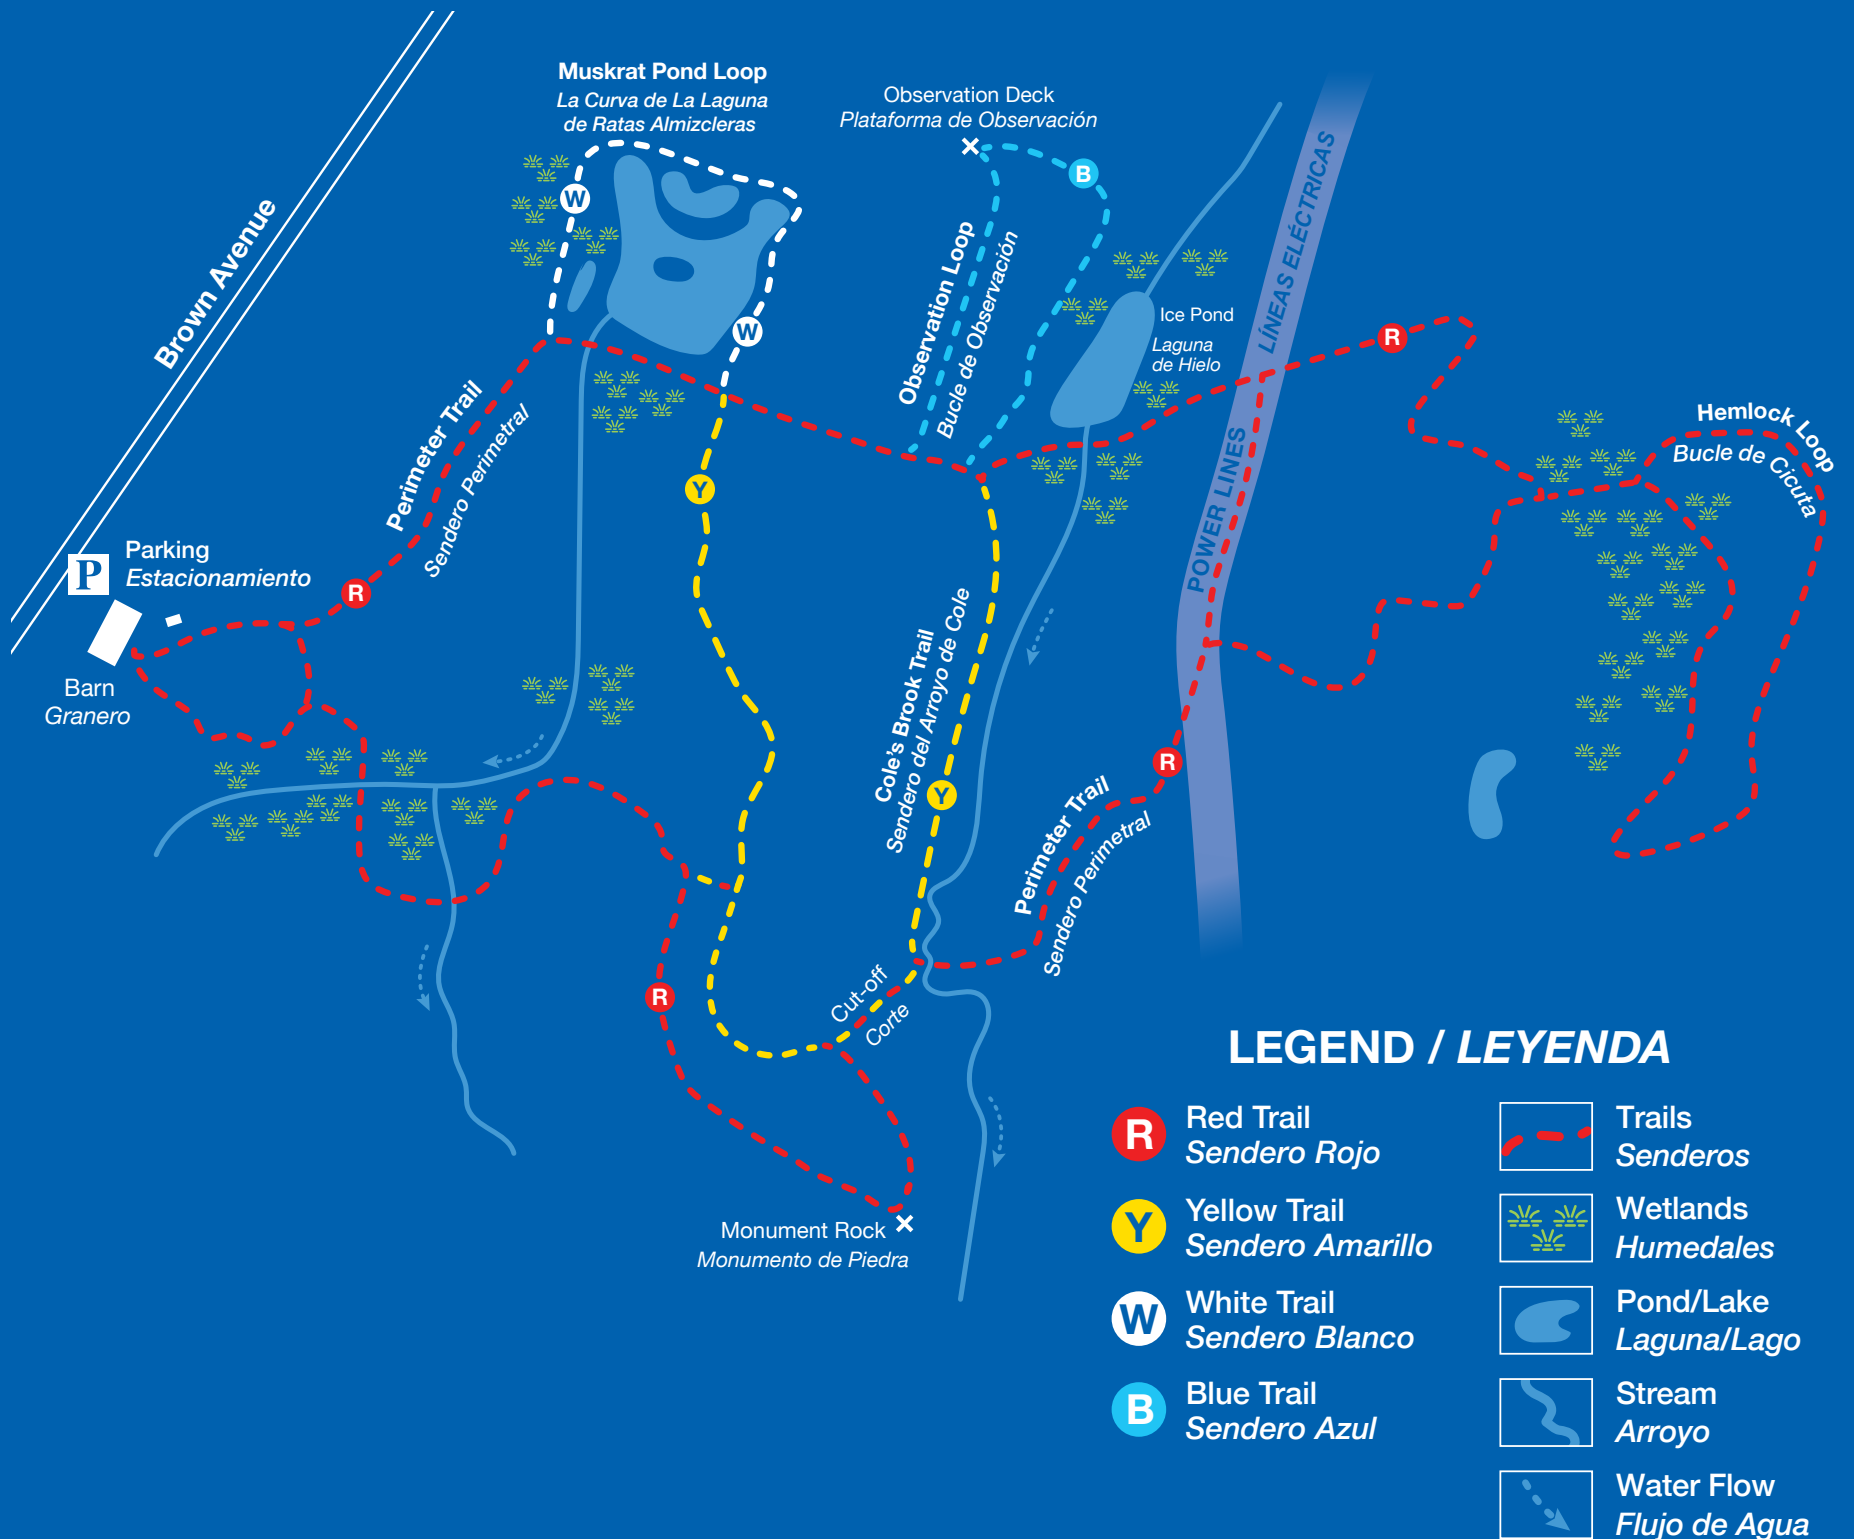 Muskrat Pond Loop
La Curva de La Laguna
de Ratas Almizcleras
Observation Deck
Plataforma de Observación
Brown Avenue
W
B
W
Observation Loop
Bucle de Observación
Ice Pond
Laguna
de Hielo
LÍNEAS ELÉCTRICAS
POWER LINES
R
Hemlock Loop
Bucle de Cicuta
Perimeter Trail
Sendero Perimetral
Y
P
Parking
Estacionamiento
R
Barn
Granero
Cole's Brook Trail
Sendero del Arroyo de Cole
Y
R
Perimeter Trail
Sendero Perimetral
R
Cut-off
Corte
Monument Rock
Monumento de Piedra
LEGEND / LEYENDA
R
Red Trail
Sendero Rojo
Y
Yellow Trail
Sendero Amarillo
W
White Trail
Sendero Blanco
B
Blue Trail
Sendero Azul
Trails
Senderos
Wetlands
Humedales
Pond/Lake
Laguna/Lago
Stream
Arroyo
Water Flow
Flujo de Agua